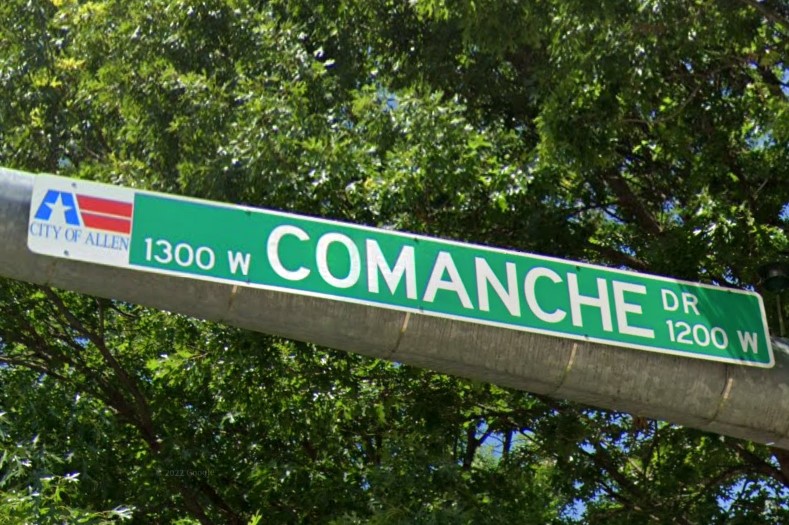 CITY OF ALLEN
1300 W COMANCHE DR
1200 W